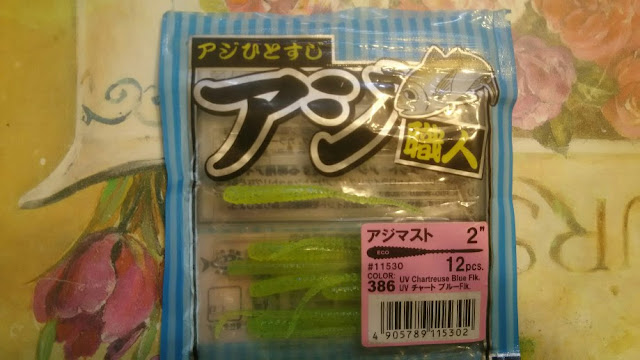 アジひとすじ
アジ
職人
アジマスト 2"
ECO
#11530 12pcs.
COLOR:
386 UV Chartreuse Blue Flk.
UV チャート ブルーFlk.
4 905789 115302